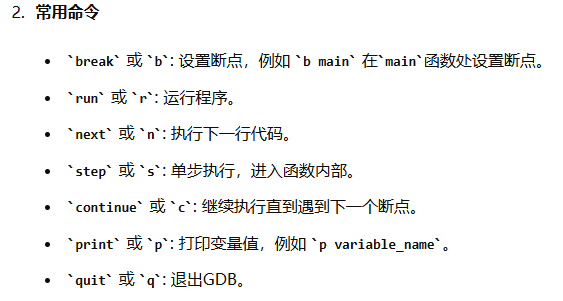 2. 常用命令
• `break` 或 `b`: 设置断点，例如 `b main` 在`main`函数处设置断点。
• `run` 或 `r`: 运行程序。
• `next` 或 `n`: 执行下一行代码。
• `step` 或 `s`: 单步执行，进入函数内部。
• `continue` 或 `c`: 继续执行直到遇到下一个断点。
• `print` 或 `p`: 打印变量值，例如 `p variable_name`。
• `quit` 或 `q`: 退出GDB。